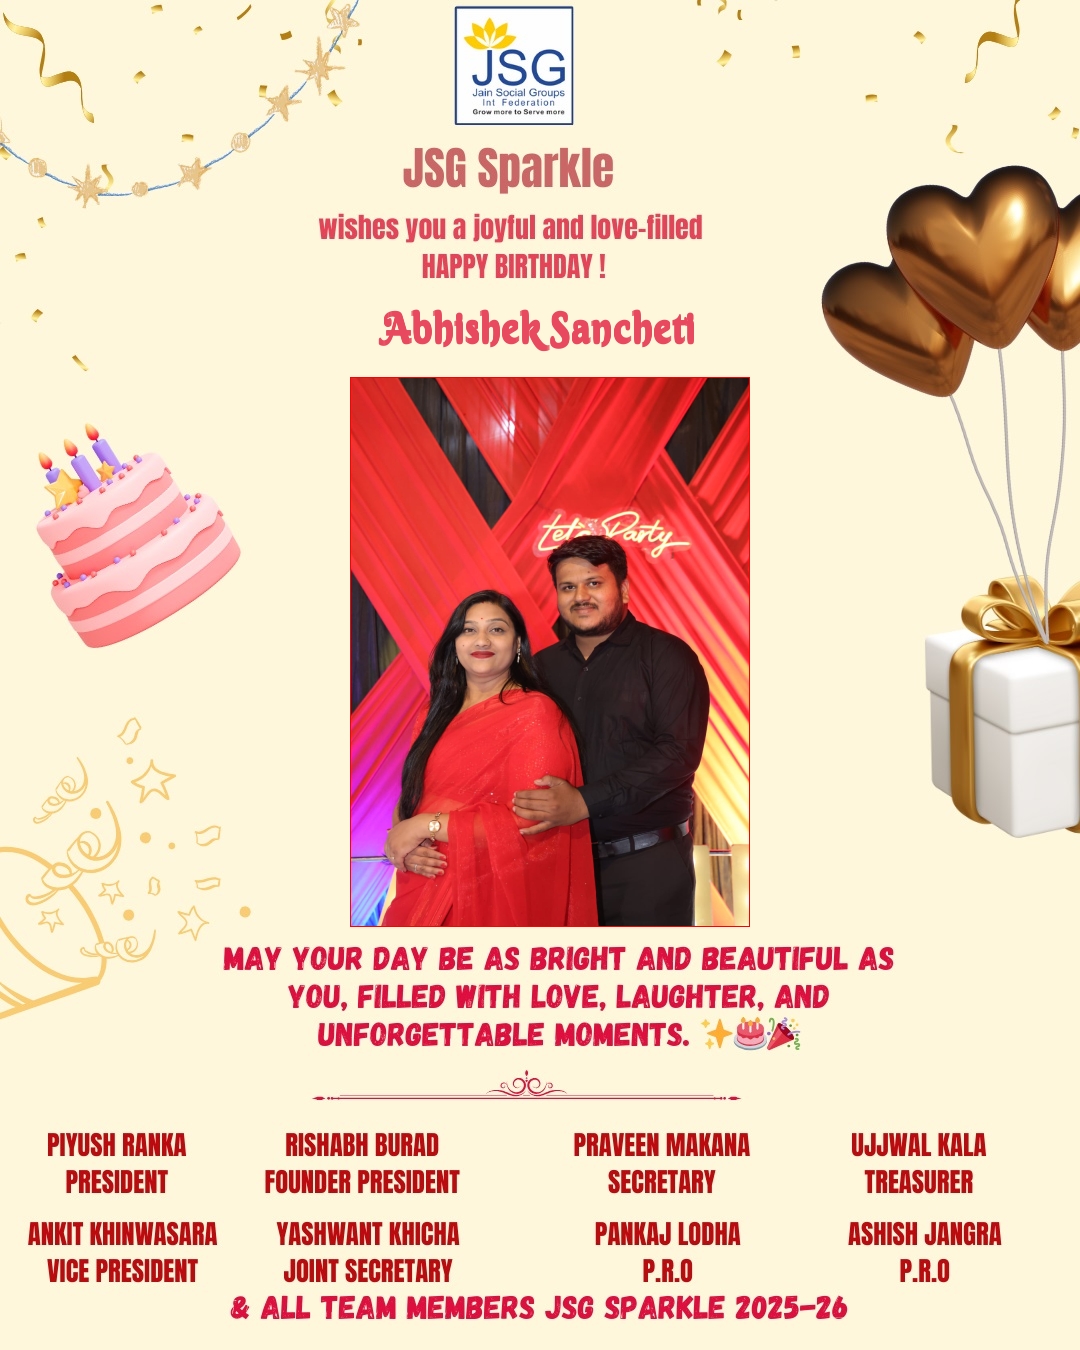 JSG
Jain Social Groups
Int Federation
Grow more to Serve more
JSG Sparkle
wishes you a joyful and love-filled
HAPPY BIRTHDAY !
Abhishek Sancheti
Let's Party
MAY YOUR DAY BE AS BRIGHT AND BEAUTIFUL AS
YOU, FILLED WITH LOVE, LAUGHTER, AND
UNFORGETTABLE MOMENTS. ✨🎂🎉
PIYUSH RANKA
PRESIDENT
RISHABH BURAD
FOUNDER PRESIDENT
PRAVEEN MAKANA
SECRETARY
UJJWAL KALA
TREASURER
ANKIT KHINWASARA
VICE PRESIDENT
YASHWANT KHICHA
JOINT SECRETARY
PANKAJ LODHA
P.R.O
ASHISH JANGRA
P.R.O
& ALL TEAM MEMBERS JSG SPARKLE 2025-26